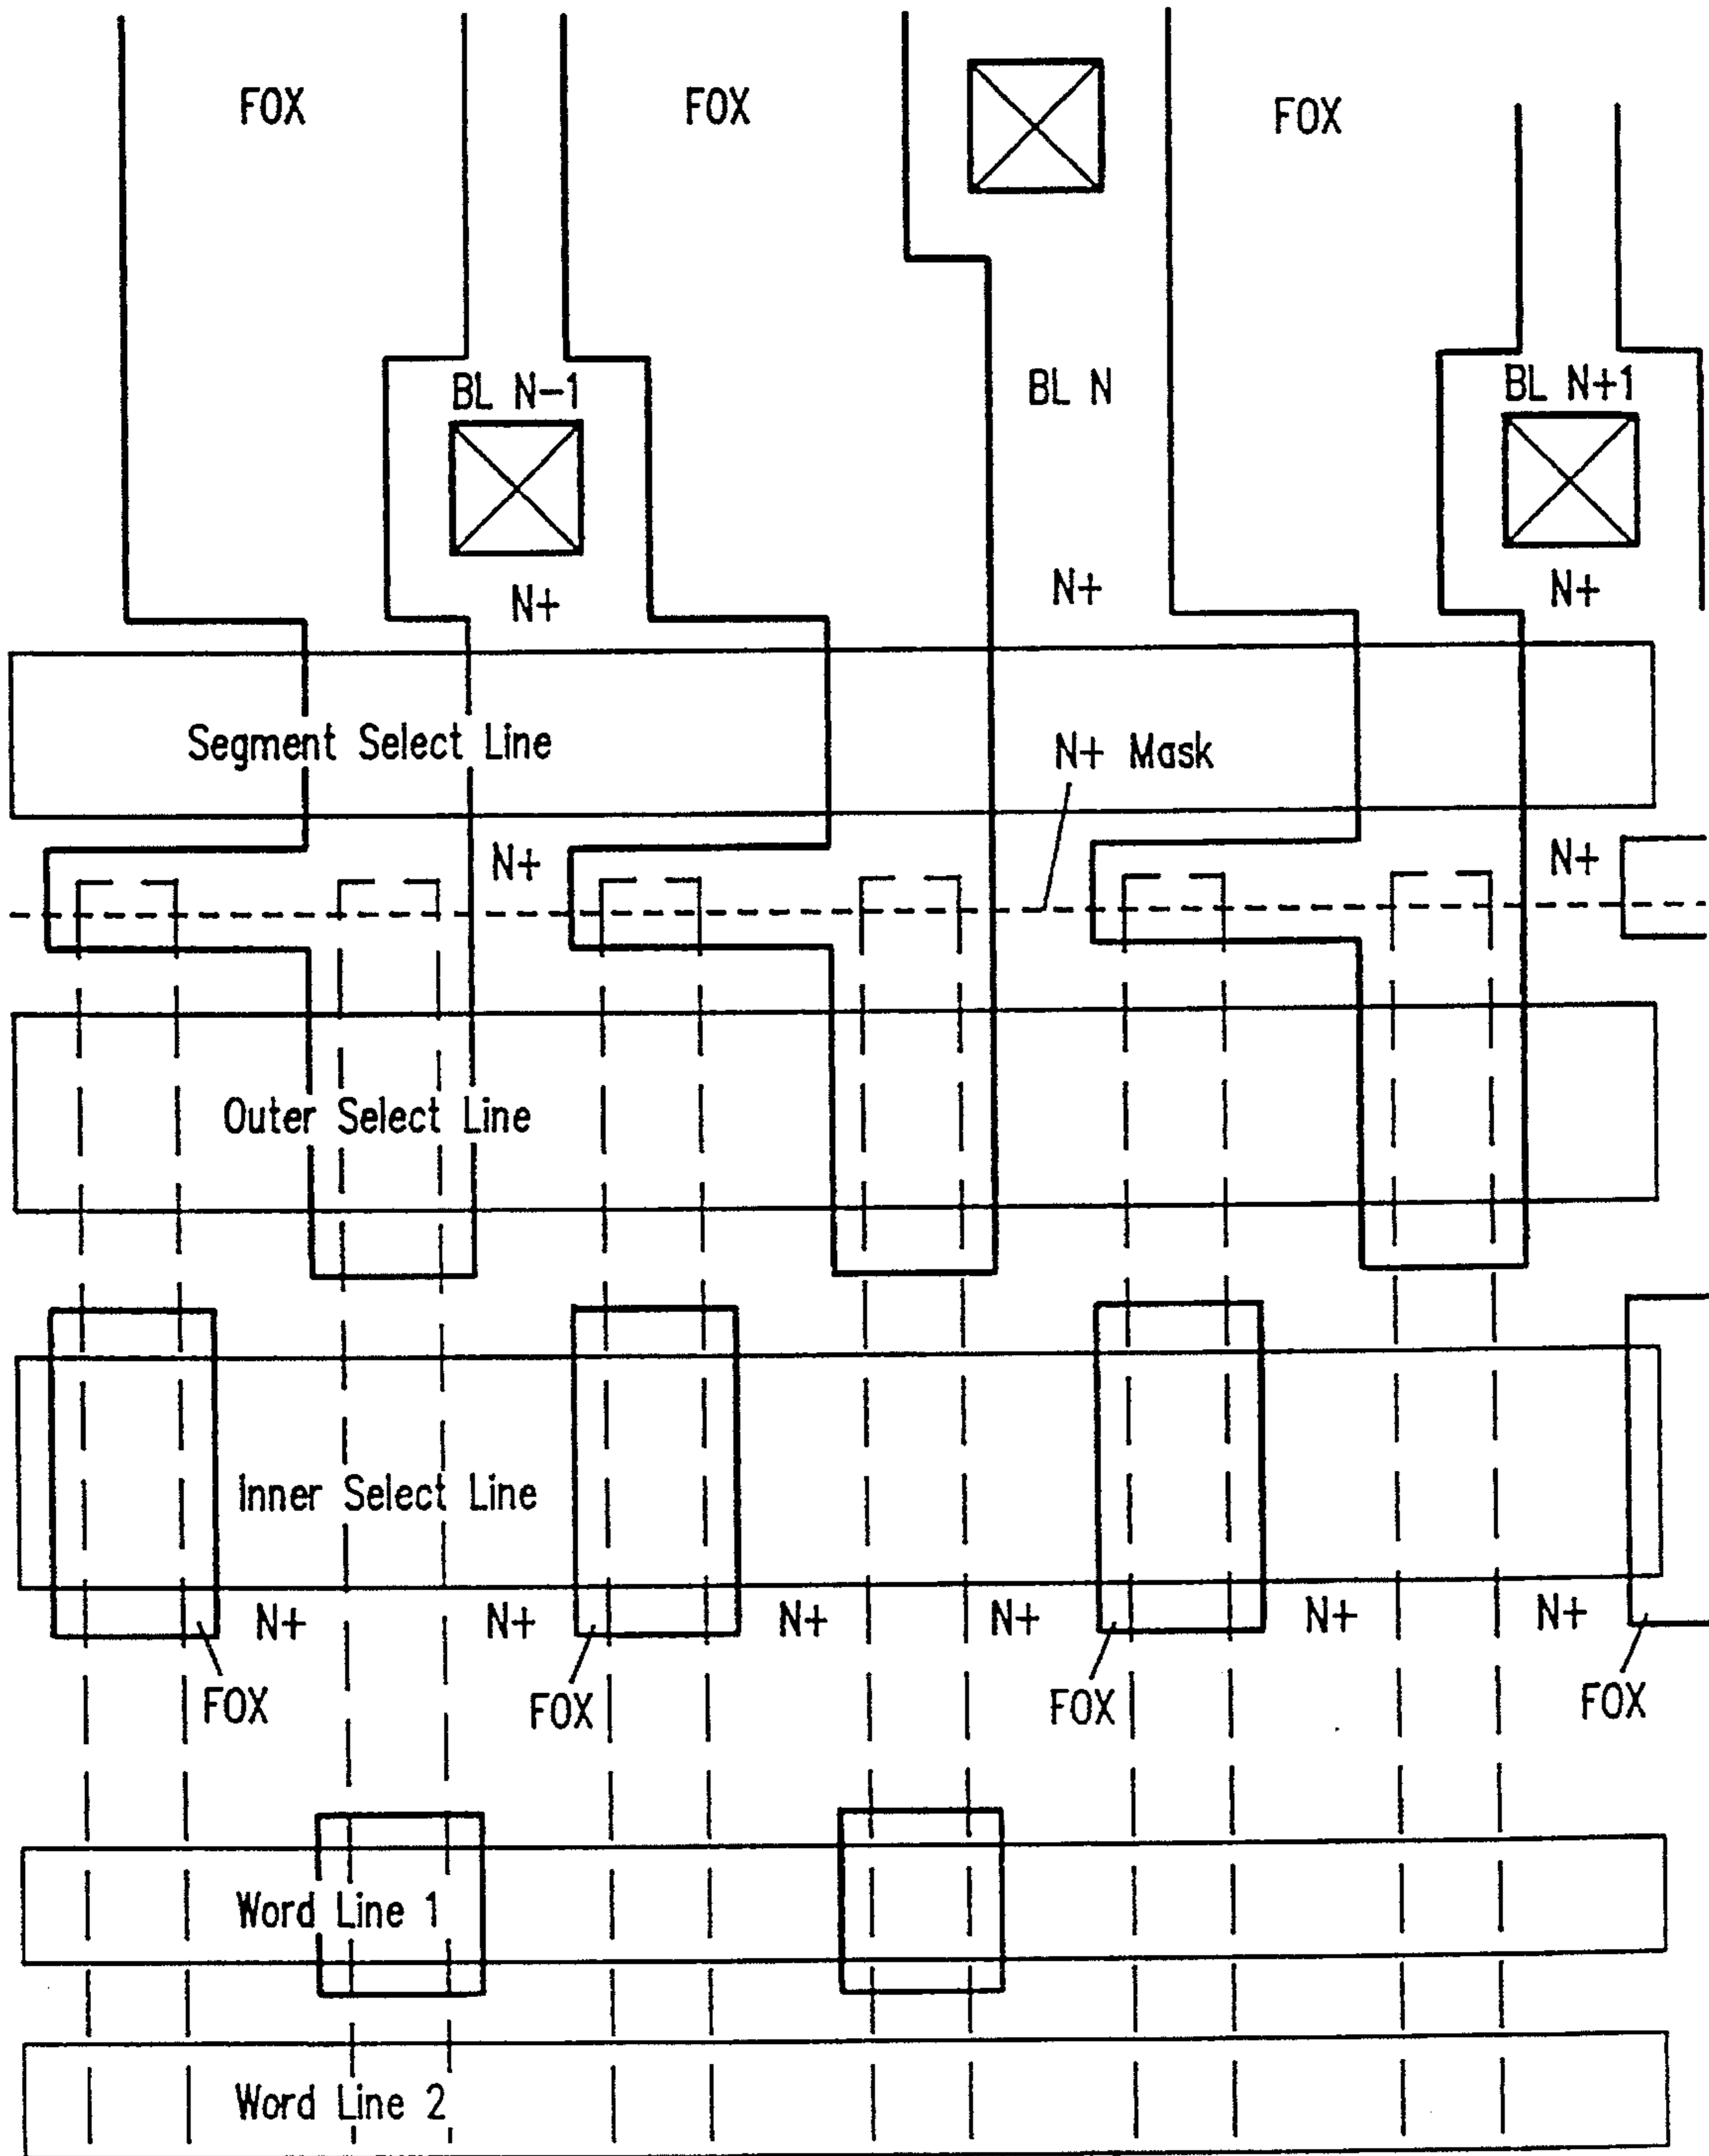 FOX FOX FOX
BL N-1 BL N BL N+1
N+ N+ N+
Segment Select Line
N+ Mask
N+ N+
Outer Select Line
Inner Select Line
N+ N+ N+ N+ N+ N+
FOX FOX FOX FOX
Word Line 1
Word Line 2